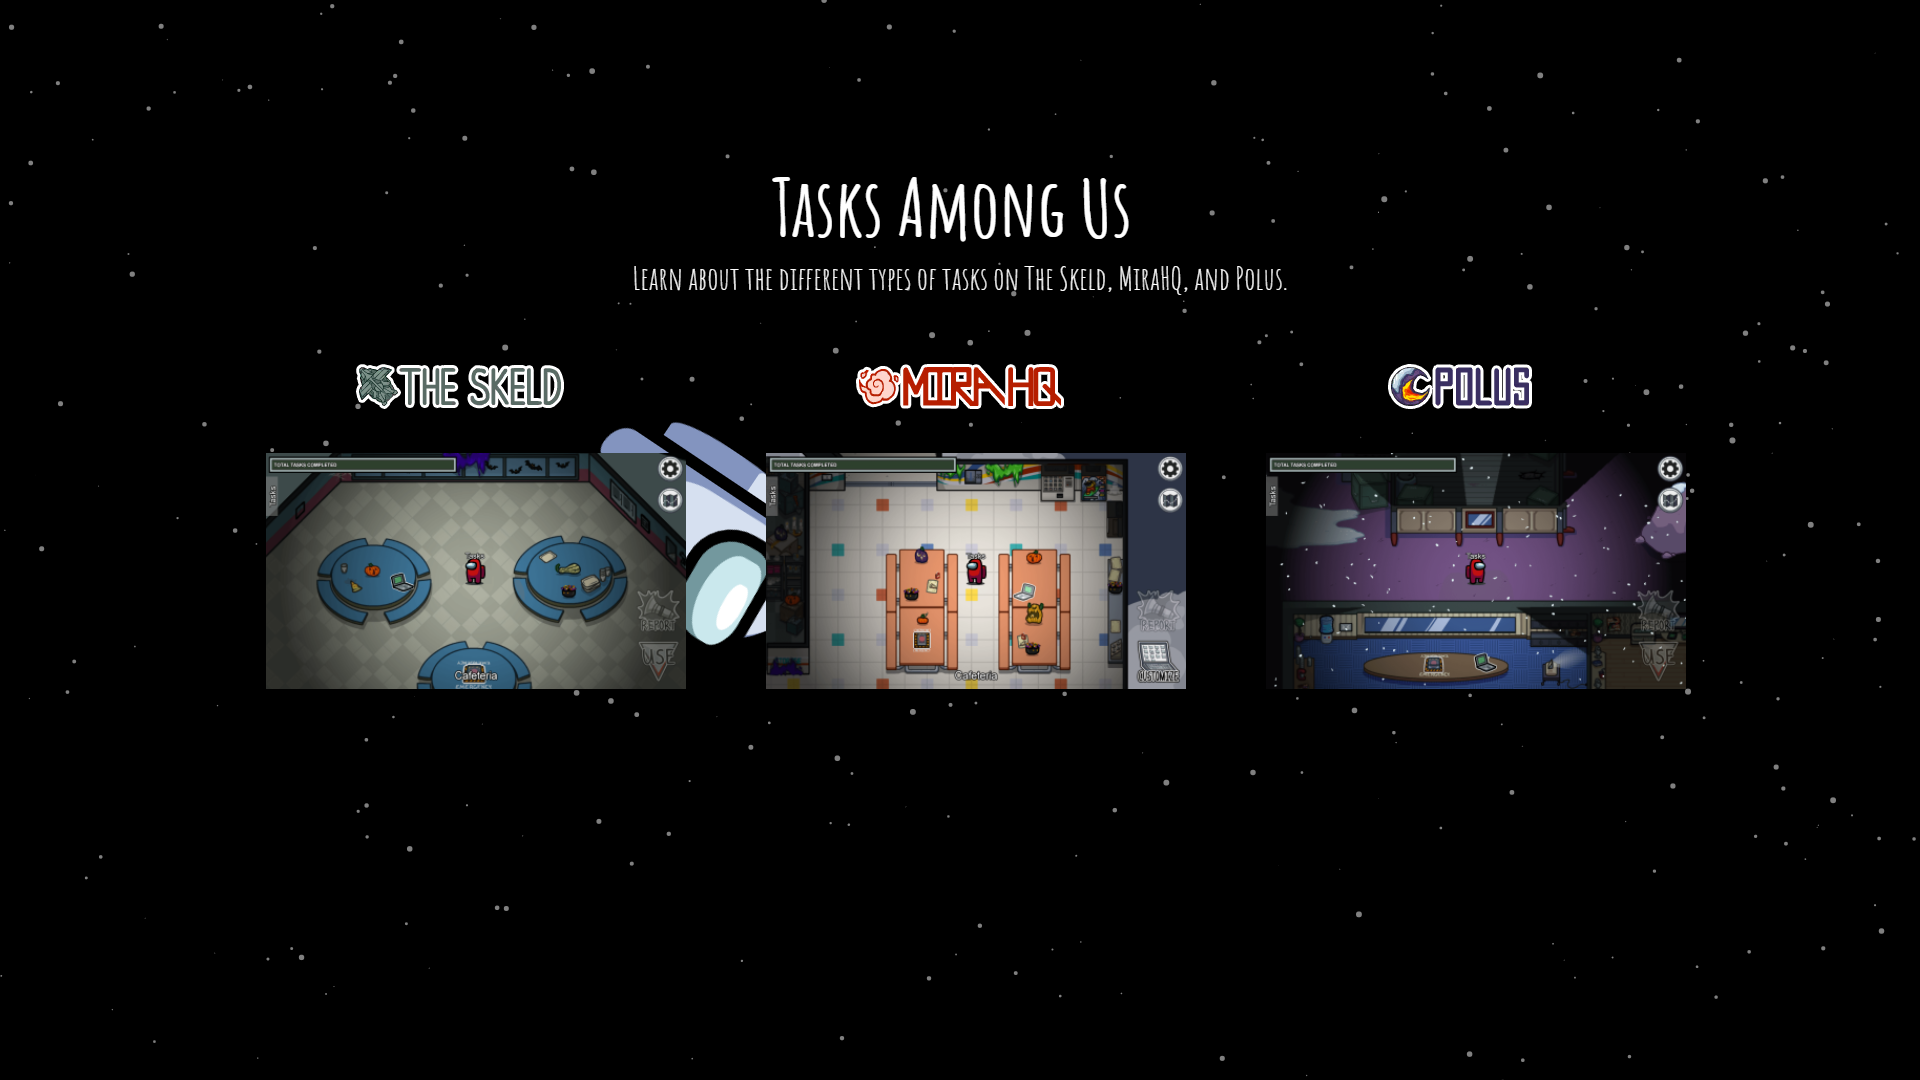 Tasks Among Us
Learn about the different types of tasks on The Skeld, MiraHQ, and Polus.
THE SKELD
MIRA HQ
POLUS
TOTAL TASKS COMPLETED
Tasks
Tasks
REPORT
USE
Cafeteria
TOTAL TASKS COMPLETED
Tasks
Tasks
REPORT
CUSTOMIZE
Cafeteria
TOTAL TASKS COMPLETED
Tasks
Tasks
REPORT
USE